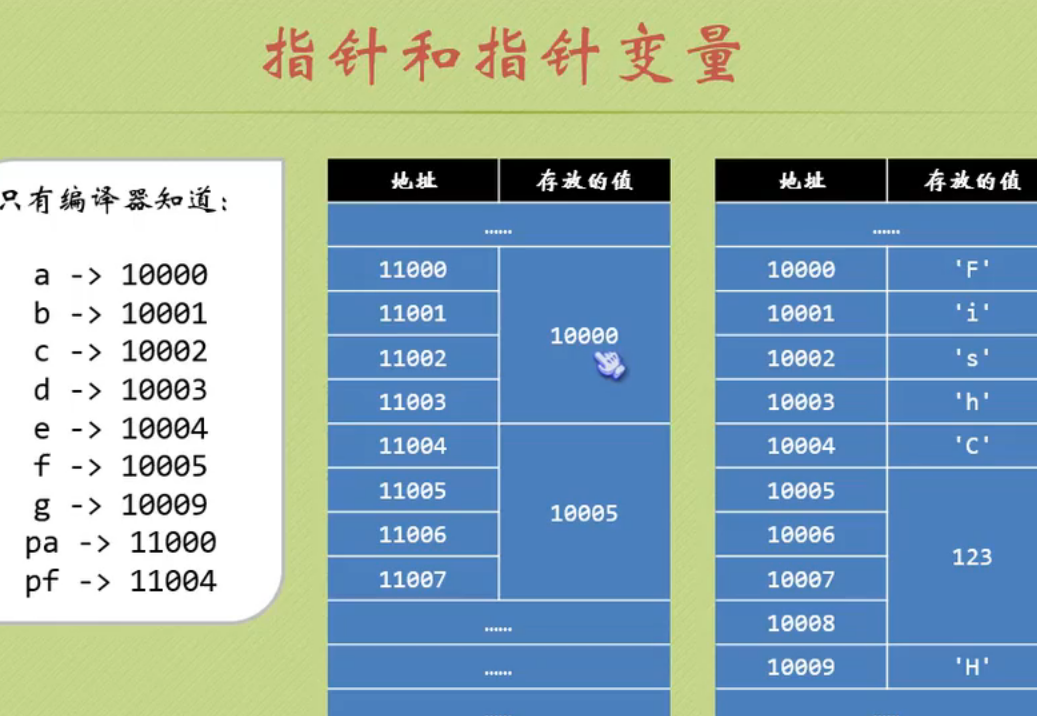 指针和指针变量
只有编译器知道:
a -> 10000
b -> 10001
c -> 10002
d -> 10003
e -> 10004
f -> 10005
g -> 10009
pa -> 11000
pf -> 11004
地址 存放的值
……
11000
11001
10000
11002
11003
11004
11005
10005
11006
11007
……
……
地址 存放的值
……
10000 'F'
10001 'i'
10002 's'
10003 'h'
10004 'C'
10005
10006
123
10007
10008
10009 'H'